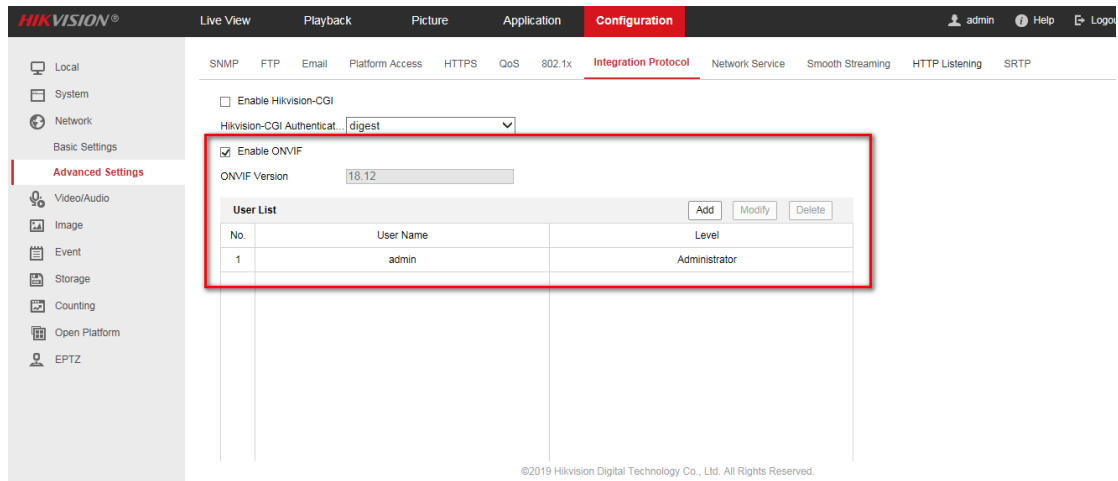 HIKVISION® Live View Playback Picture Application Configuration admin Help Logou
SNMP FTP Email Platform Access HTTPS QoS 802.1x Integration Protocol Network Service Smooth Streaming HTTP Listening SRTP
Local
System
Network
Basic Settings
Advanced Settings
Video/Audio
Image
Event
Storage
Counting
Open Platform
EPTZ
Enable Hikvision-CGI
Hikvision-CGI Authenticat... digest
Enable ONVIF
ONVIF Version 18.12
User List Add Modify Delete
No. User Name Level
1 admin Administrator
©2019 Hikvision Digital Technology Co., Ltd. All Rights Reserved.